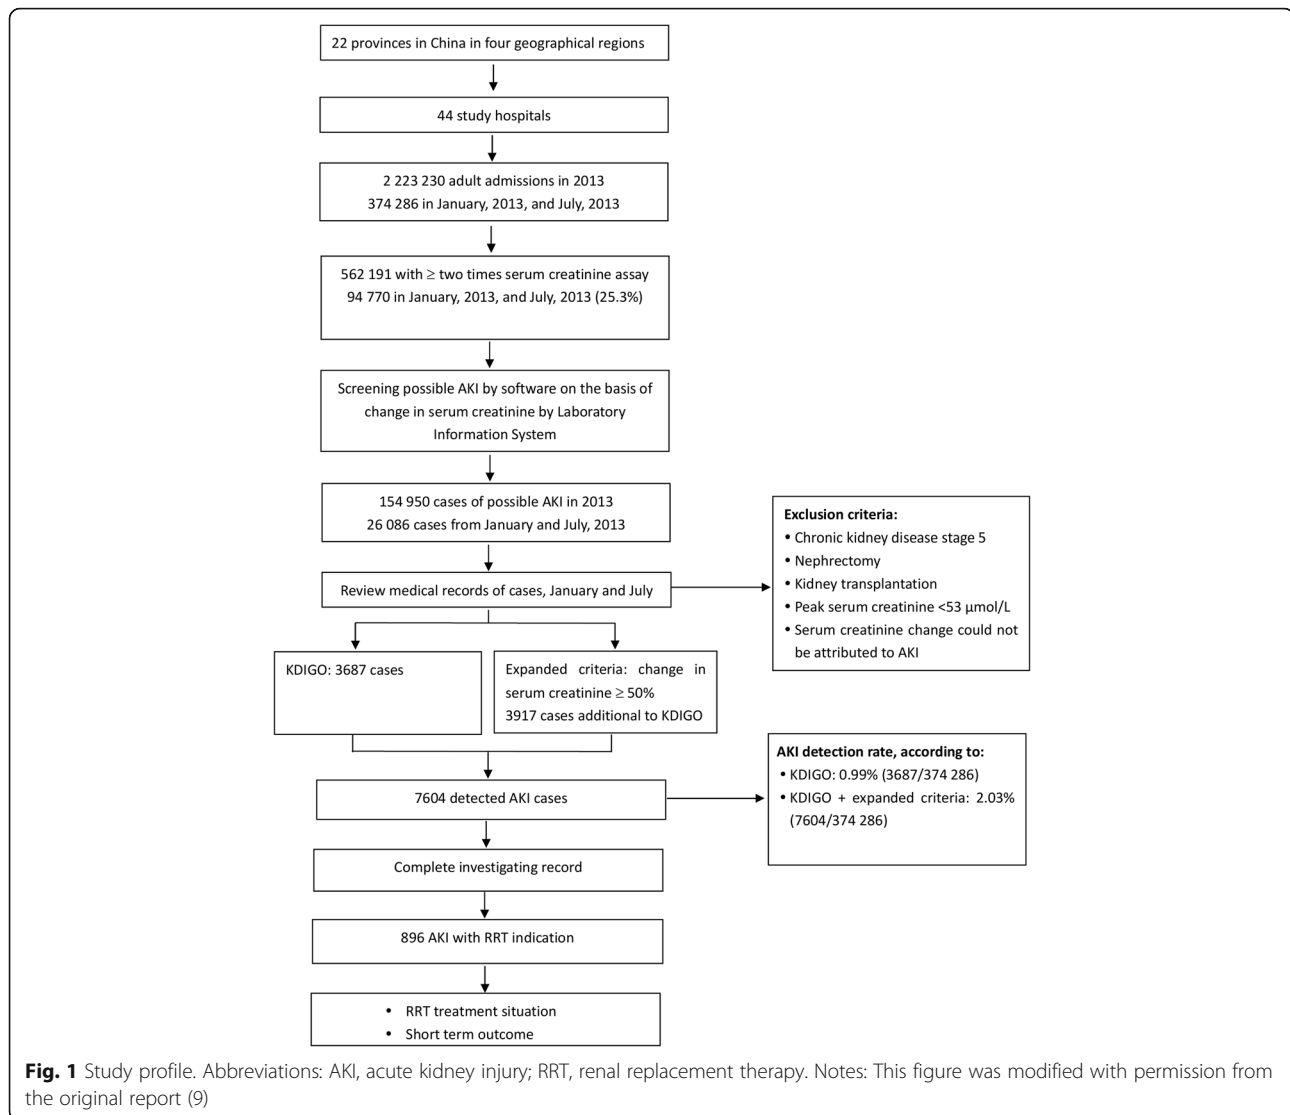 22 provinces in China in four geographical regions
44 study hospitals
2 223 230 adult admissions in 2013
374 286 in January, 2013, and July, 2013
562 191 with ≥ two times serum creatinine assay
94 770 in January, 2013, and July, 2013 (25.3%)
Screening possible AKI by software on the basis of
change in serum creatinine by Laboratory
Information System
154 950 cases of possible AKI in 2013
26 086 cases from January and July, 2013
Exclusion criteria:
• Chronic kidney disease stage 5
• Nephrectomy
• Kidney transplantation
• Peak serum creatinine <53 μmol/L
• Serum creatinine change could not
be attributed to AKI
Review medical records of cases, January and July
KDIGO: 3687 cases
Expanded criteria: change in
serum creatinine ≥ 50%
3917 cases additional to KDIGO
7604 detected AKI cases
AKI detection rate, according to:
• KDIGO: 0.99% (3687/374 286)
• KDIGO + expanded criteria: 2.03%
(7604/374 286)
Complete investigating record
896 AKI with RRT indication
• RRT treatment situation
• Short term outcome
Fig. 1 Study profile. Abbreviations: AKI, acute kidney injury; RRT, renal replacement therapy. Notes: This figure was modified with permission from
the original report (9)